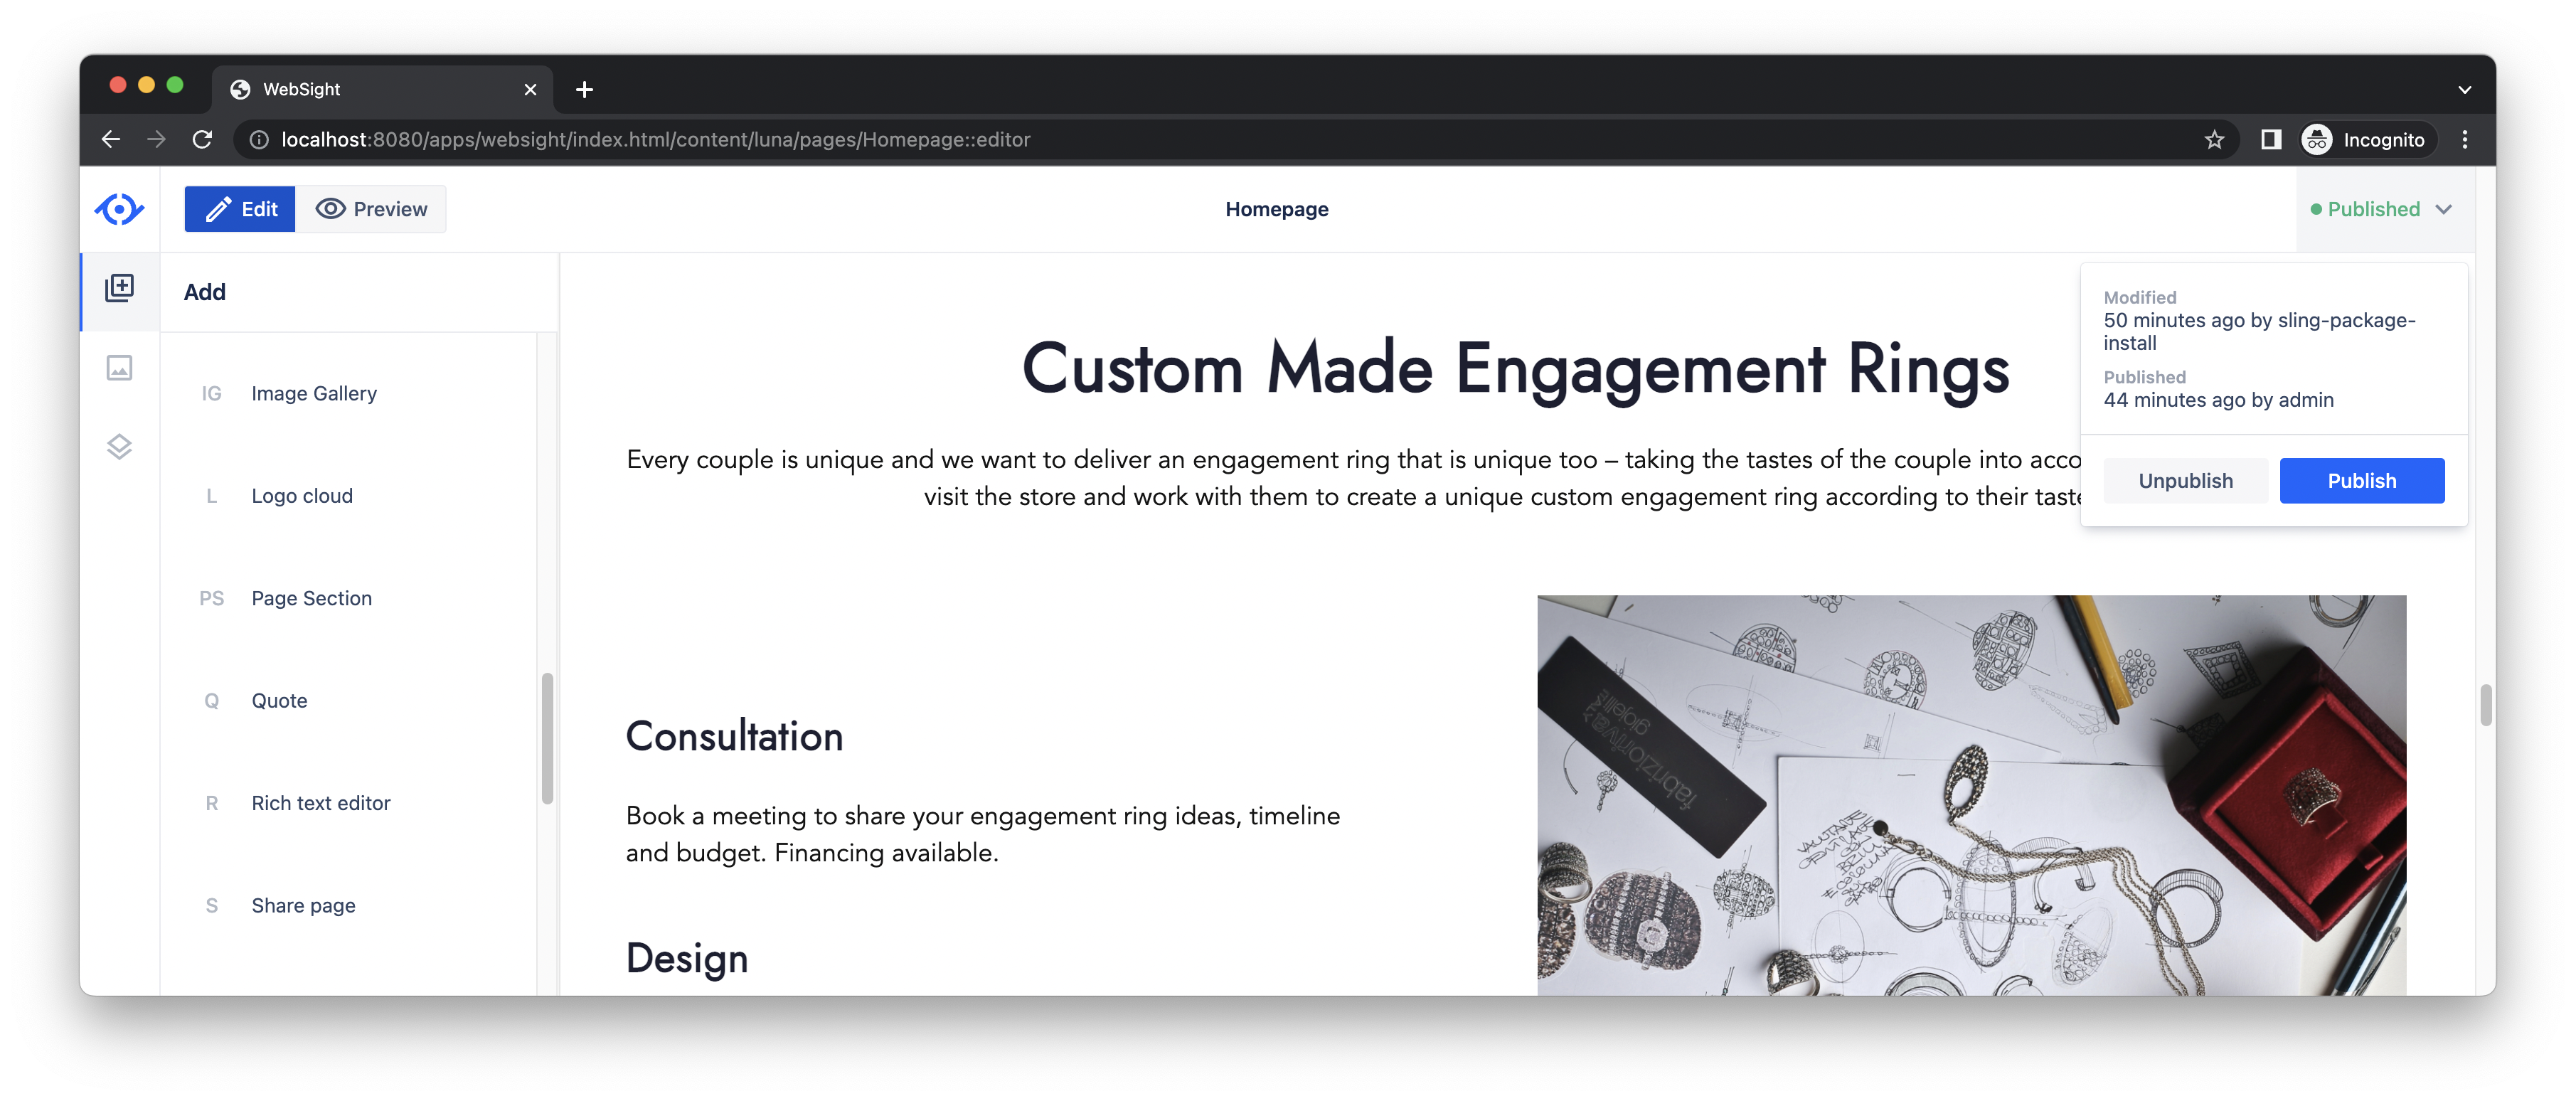 WebSight
localhost:8080/apps/websight/index.html/content/luna/pages/Homepage::editor
Incognito
Edit
Preview
Homepage
Published
Add
Modified
50 minutes ago by sling-package-
install
Published
44 minutes ago by admin
Unpublish
Publish
IG Image Gallery
L Logo cloud
PS Page Section
Q Quote
R Rich text editor
S Share page
Custom Made Engagement Rings
Every couple is unique and we want to deliver an engagement ring that is unique too – taking the tastes of the couple into acco
visit the store and work with them to create a unique custom engagement ring according to their taste
Consultation
Book a meeting to share your engagement ring ideas, timeline
and budget. Financing available.
Design
gioielli